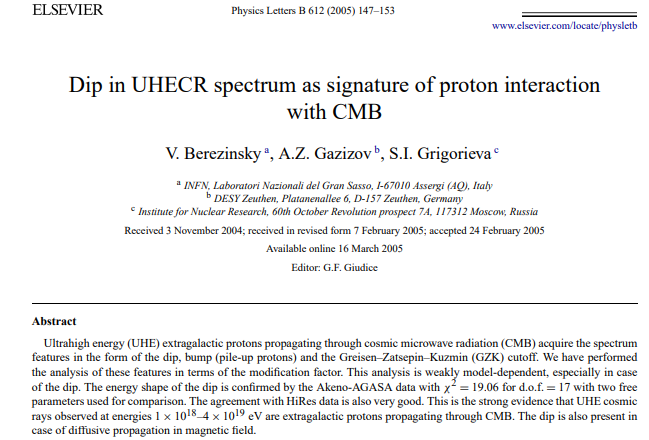 ELSEVIER
Physics Letters B 612 (2005) 147–153
www.elsevier.com/locate/physletb
Dip in UHECR spectrum as signature of proton interaction
with CMB
V. Berezinsky a, A.Z. Gazizov b, S.I. Grigorieva c
a INFN, Laboratori Nazionali del Gran Sasso, I-67010 Assergi (AQ), Italy
b DESY Zeuthen, Platanenallee 6, D-157 Zeuthen, Germany
c Institute for Nuclear Research, 60th October Revolution prospect 7A, 117312 Moscow, Russia
Received 3 November 2004; received in revised form 7 February 2005; accepted 24 February 2005
Available online 16 March 2005
Editor: G.F. Giudice
Abstract
Ultrahigh energy (UHE) extragalactic protons propagating through cosmic microwave radiation (CMB) acquire the spectrum
features in the form of the dip, bump (pile-up protons) and the Greisen–Zatsepin–Kuzmin (GZK) cutoff. We have performed
the analysis of these features in terms of the modification factor. This analysis is weakly model-dependent, especially in case
of the dip. The energy shape of the dip is confirmed by the Akeno-AGASA data with χ² = 19.06 for d.o.f. = 17 with two free
parameters used for comparison. The agreement with HiRes data is also very good. This is the strong evidence that UHE cosmic
rays observed at energies 1 × 10¹⁸–4 × 10¹⁹ eV are extragalactic protons propagating through CMB. The dip is also present in
case of diffusive propagation in magnetic field.